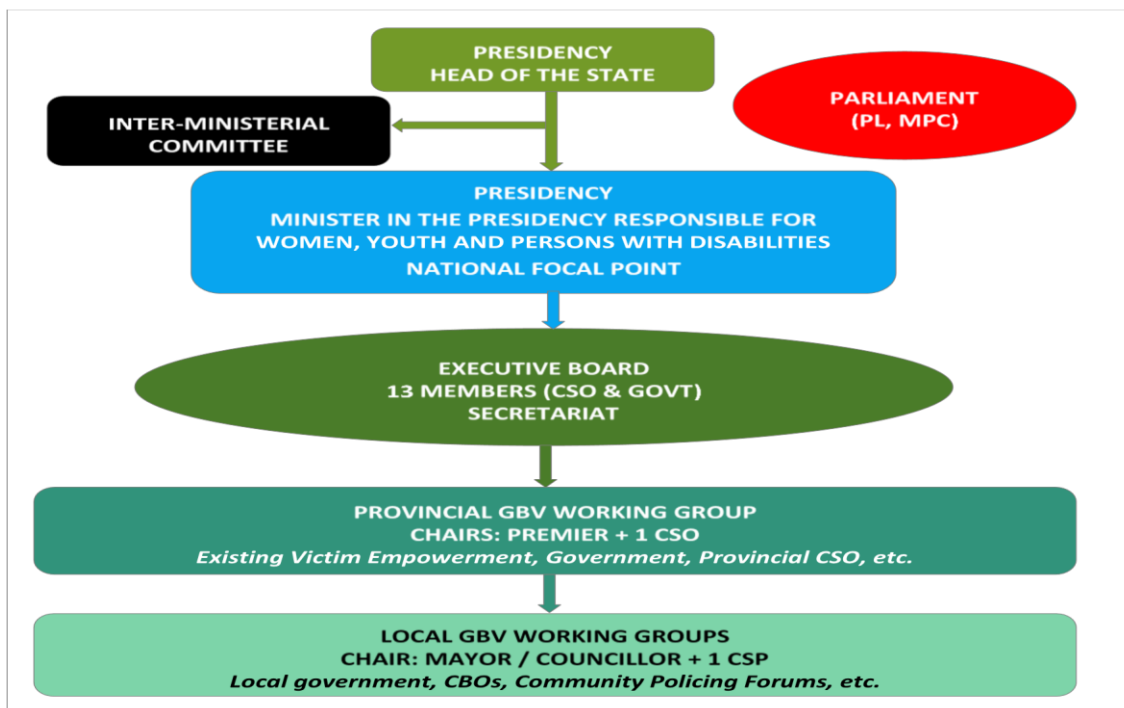 PRESIDENCY
HEAD OF THE STATE
PARLIAMENT
(PL, MPC)
INTER-MINISTERIAL
COMMITTEE
PRESIDENCY
MINISTER IN THE PRESIDENCY RESPONSIBLE FOR
WOMEN, YOUTH AND PERSONS WITH DISABILITIES
NATIONAL FOCAL POINT
EXECUTIVE BOARD
13 MEMBERS (CSO & GOVT)
SECRETARIAT
PROVINCIAL GBV WORKING GROUP
CHAIRS: PREMIER + 1 CSO
Existing Victim Empowerment, Government, Provincial CSO, etc.
LOCAL GBV WORKING GROUPS
CHAIR: MAYOR / COUNCILLOR + 1 CSP
Local government, CBOs, Community Policing Forums, etc.